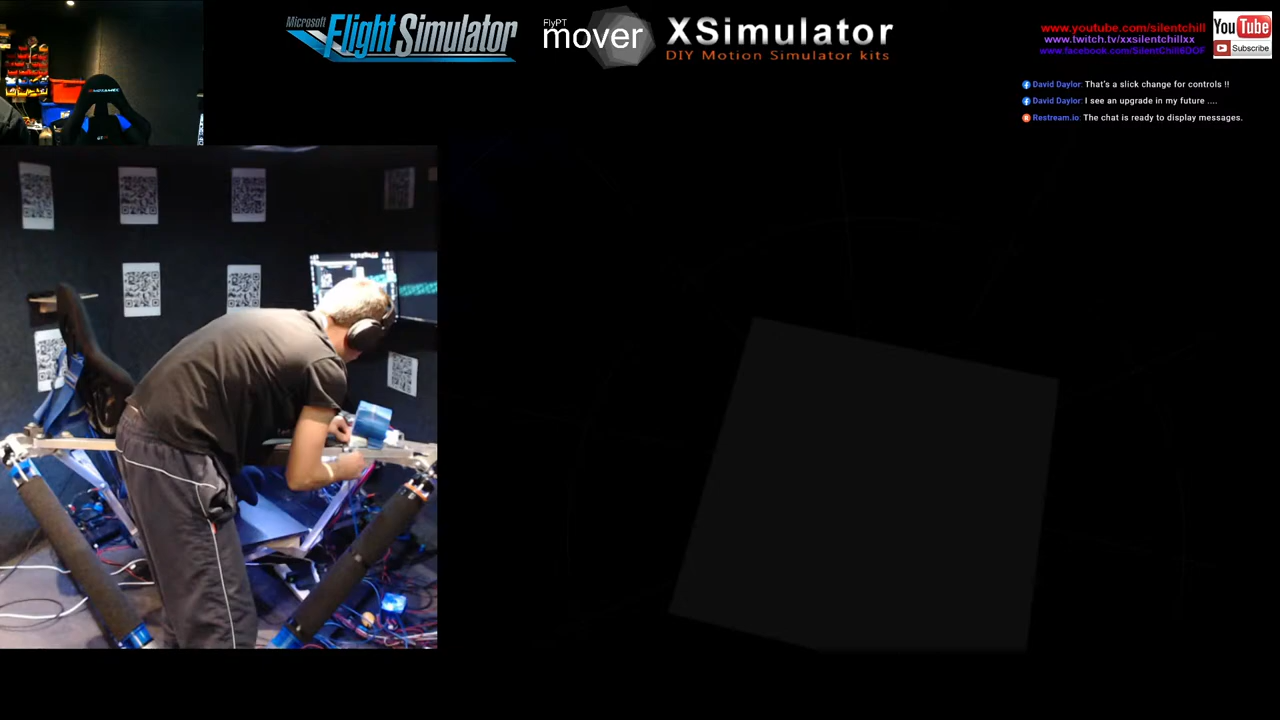 Microsoft
Flight Simulator
FlyPT
mover
XSimulator
DIY Motion Simulator kits
www.youtube.com/silentchill
www.twitch.tv/xxsilentchillxx
www.facebook.com/SilentChill6DOF
You Tube
Subscribe
David Daylor: That's a slick change for controls !!
David Daylor: I see an upgrade in my future ....
Restream.io: The chat is ready to display messages.